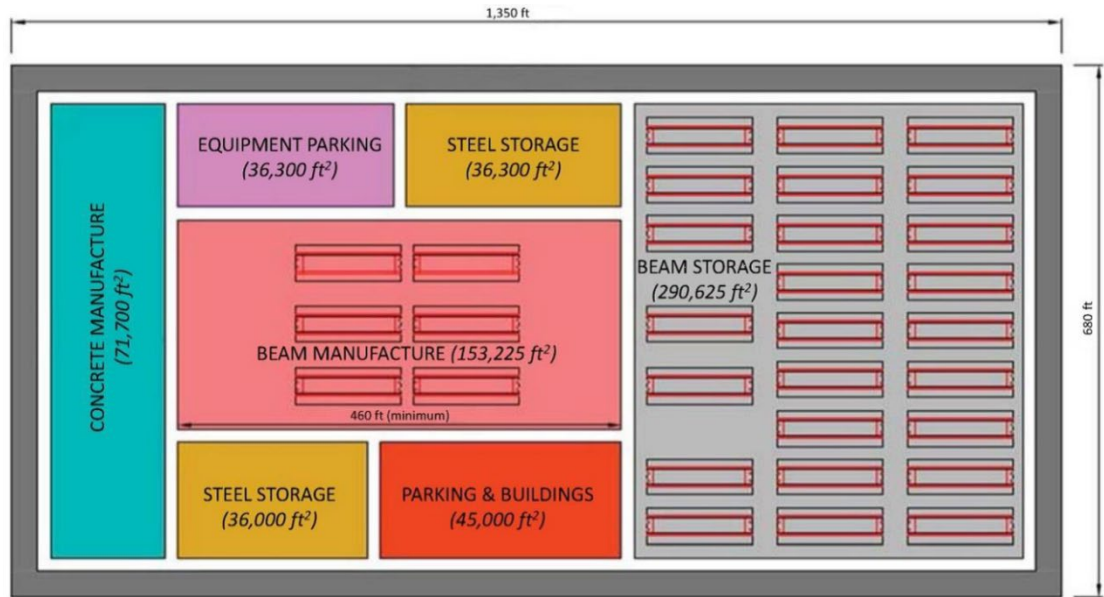 1,350 ft
680 ft
CONCRETE MANUFACTURE
(71,700 ft²)
EQUIPMENT PARKING
(36,300 ft²)
STEEL STORAGE
(36,300 ft²)
BEAM STORAGE
(290,625 ft²)
BEAM MANUFACTURE (153,225 ft²)
460 ft (minimum)
STEEL STORAGE
(36,000 ft²)
PARKING & BUILDINGS
(45,000 ft²)